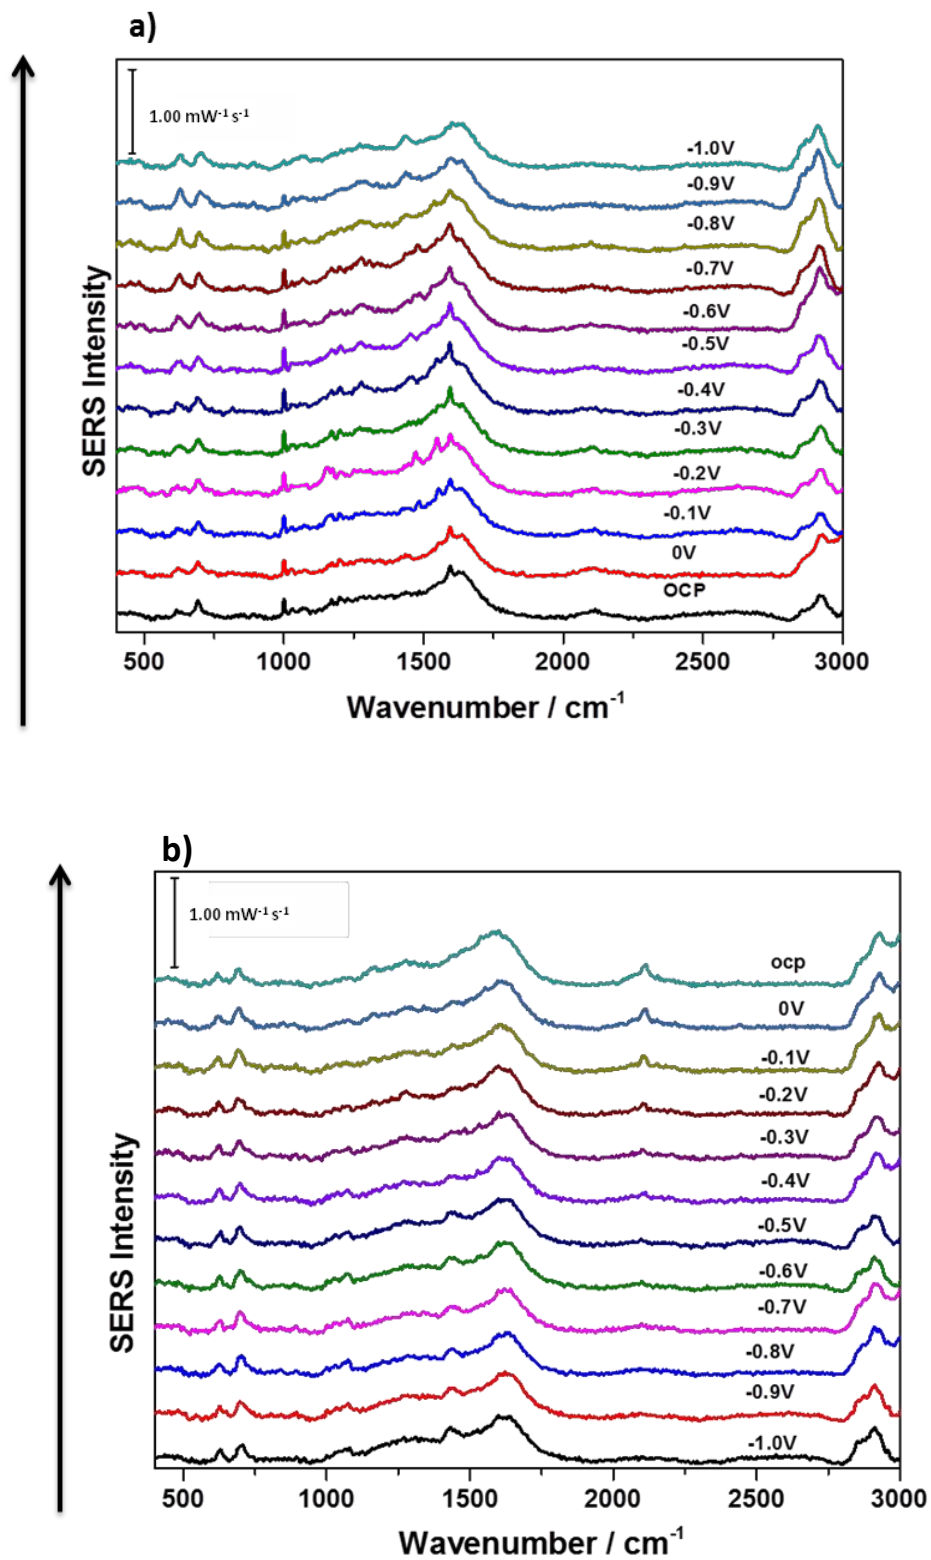 a)
1.00 mW-1 s-1
-1.0V
-0.9V
-0.8V
-0.7V
-0.6V
-0.5V
-0.4V
-0.3V
-0.2V
-0.1V
0V
OCP
SERS Intensity
500 1000 1500 2000 2500 3000
Wavenumber / cm-1
b)
1.00 mW-1 s-1
ocp
0V
-0.1V
-0.2V
-0.3V
-0.4V
-0.5V
-0.6V
-0.7V
-0.8V
-0.9V
-1.0V
SERS Intensity
500 1000 1500 2000 2500 3000
Wavenumber / cm-1